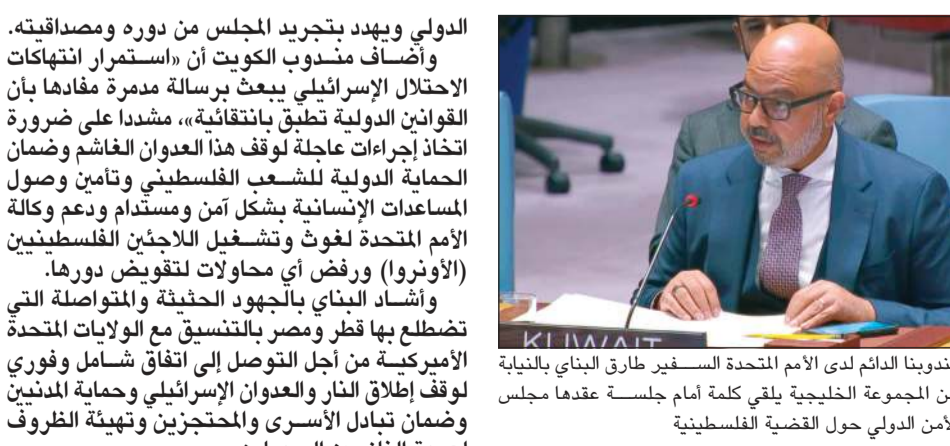 الدولي ويهدد بتجريد المجلس من دوره ومصداقيته.
وأضاف مندوب الكويت أن «استمرار انتهاكات
الاحتلال الإسرائيلي يبعث برسالة مدمرة مفادها بأن
القوانين الدولية تطبق بانتقائية»، مشددا على ضرورة
اتخاذ إجراءات عاجلة لوقف هذا العدوان الغاشم وضمان
الحماية الدولية للشعب الفلسطيني وتأمين وصول
المساعدات الإنسانية بشكل آمن ومستدام ودعم وكالة
الأمم المتحدة لغوث وتشغيل اللاجئين الفلسطينيين
(الأونروا) ورفض أي محاولات لتقويض دورها.
وأشاد البناي بالجهود الحثيثة والمتواصلة التي
تضطلع بها قطر ومصر بالتنسيق مع الولايات المتحدة
الأميركية من أجل التوصل إلى اتفاق شامل وفوري
لوقف إطلاق النار والعدوان الإسرائيلي وحماية المدنيين
وضمان تبادل الأسرى والمحتجزين وتهيئة الظروف
KUWAIT
الدائم لدى الأمم المتحدة السفير طارق البناي بالنيابة
المجموعة الخليجية يلقي كلمة أمام جلسة عقدها مجلس
الدولي حول القضية الفلسطينية